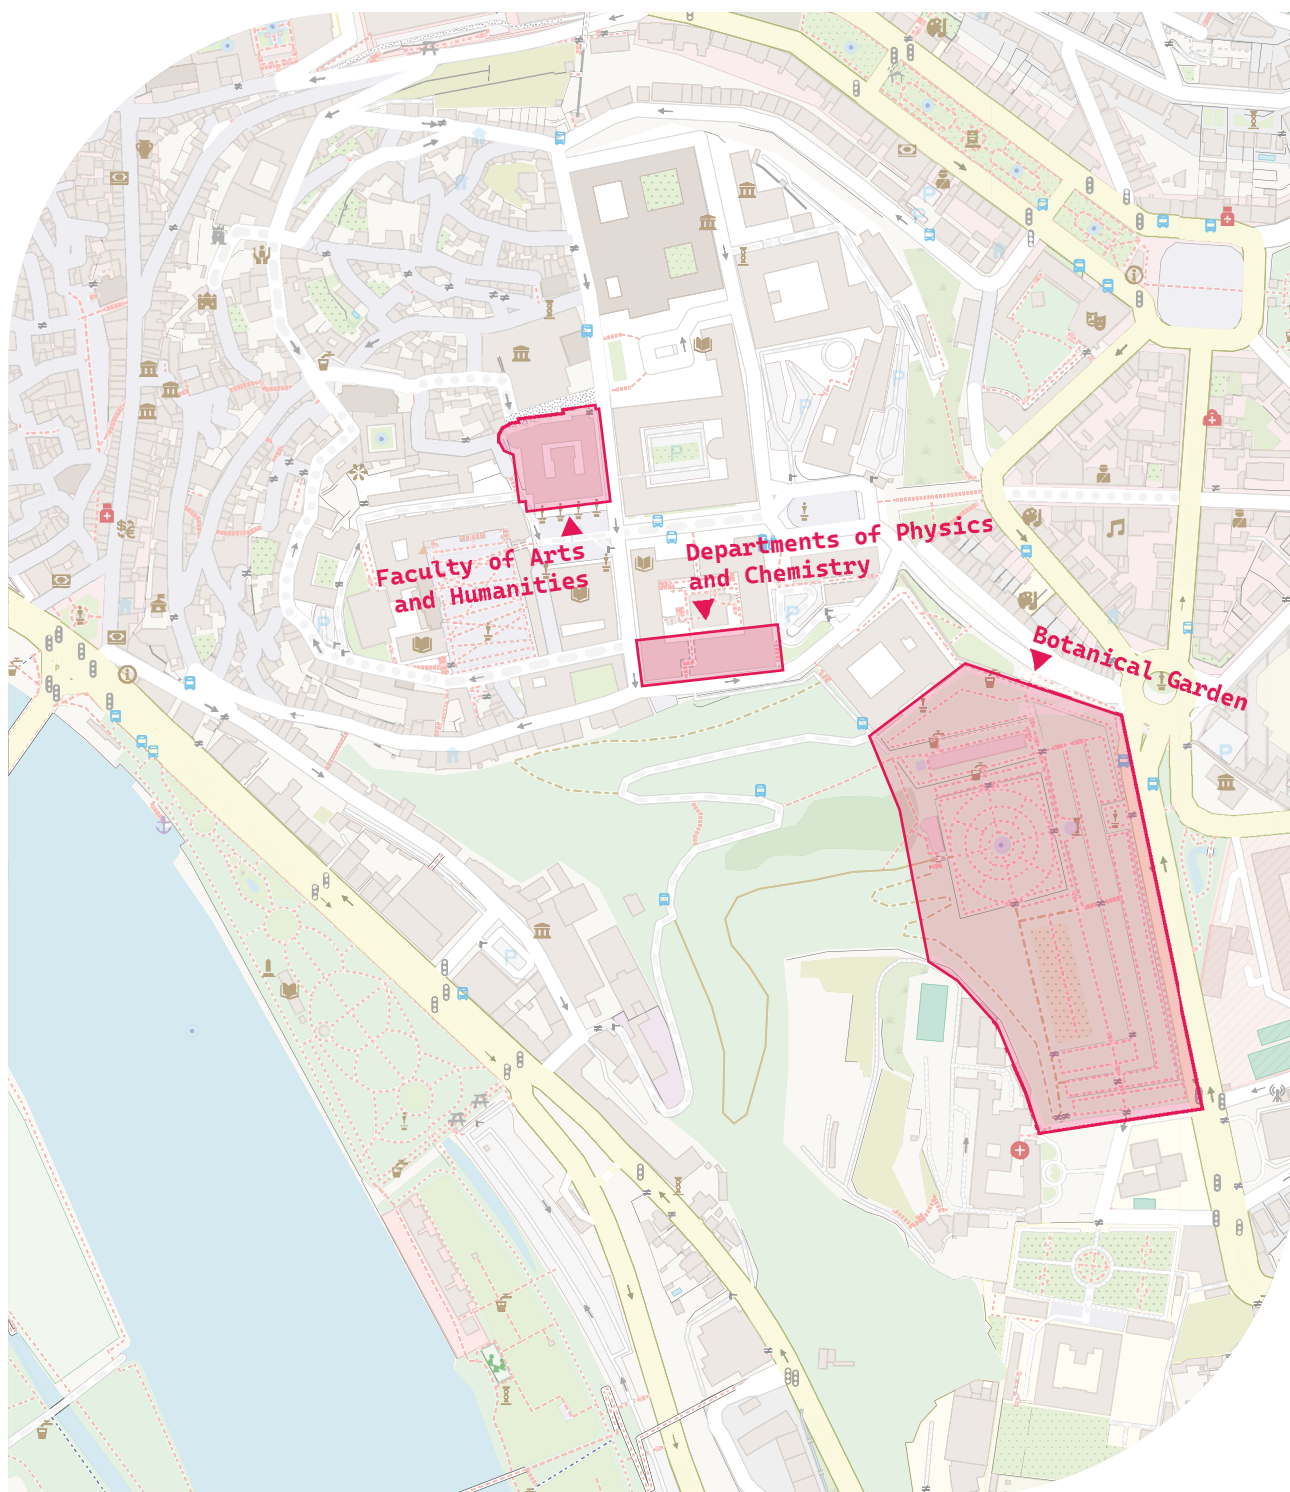 Faculty of Arts
and Humanities
Departments of Physics
and Chemistry
Botanical Garden
P
P
P
P
P
P
P
P
P